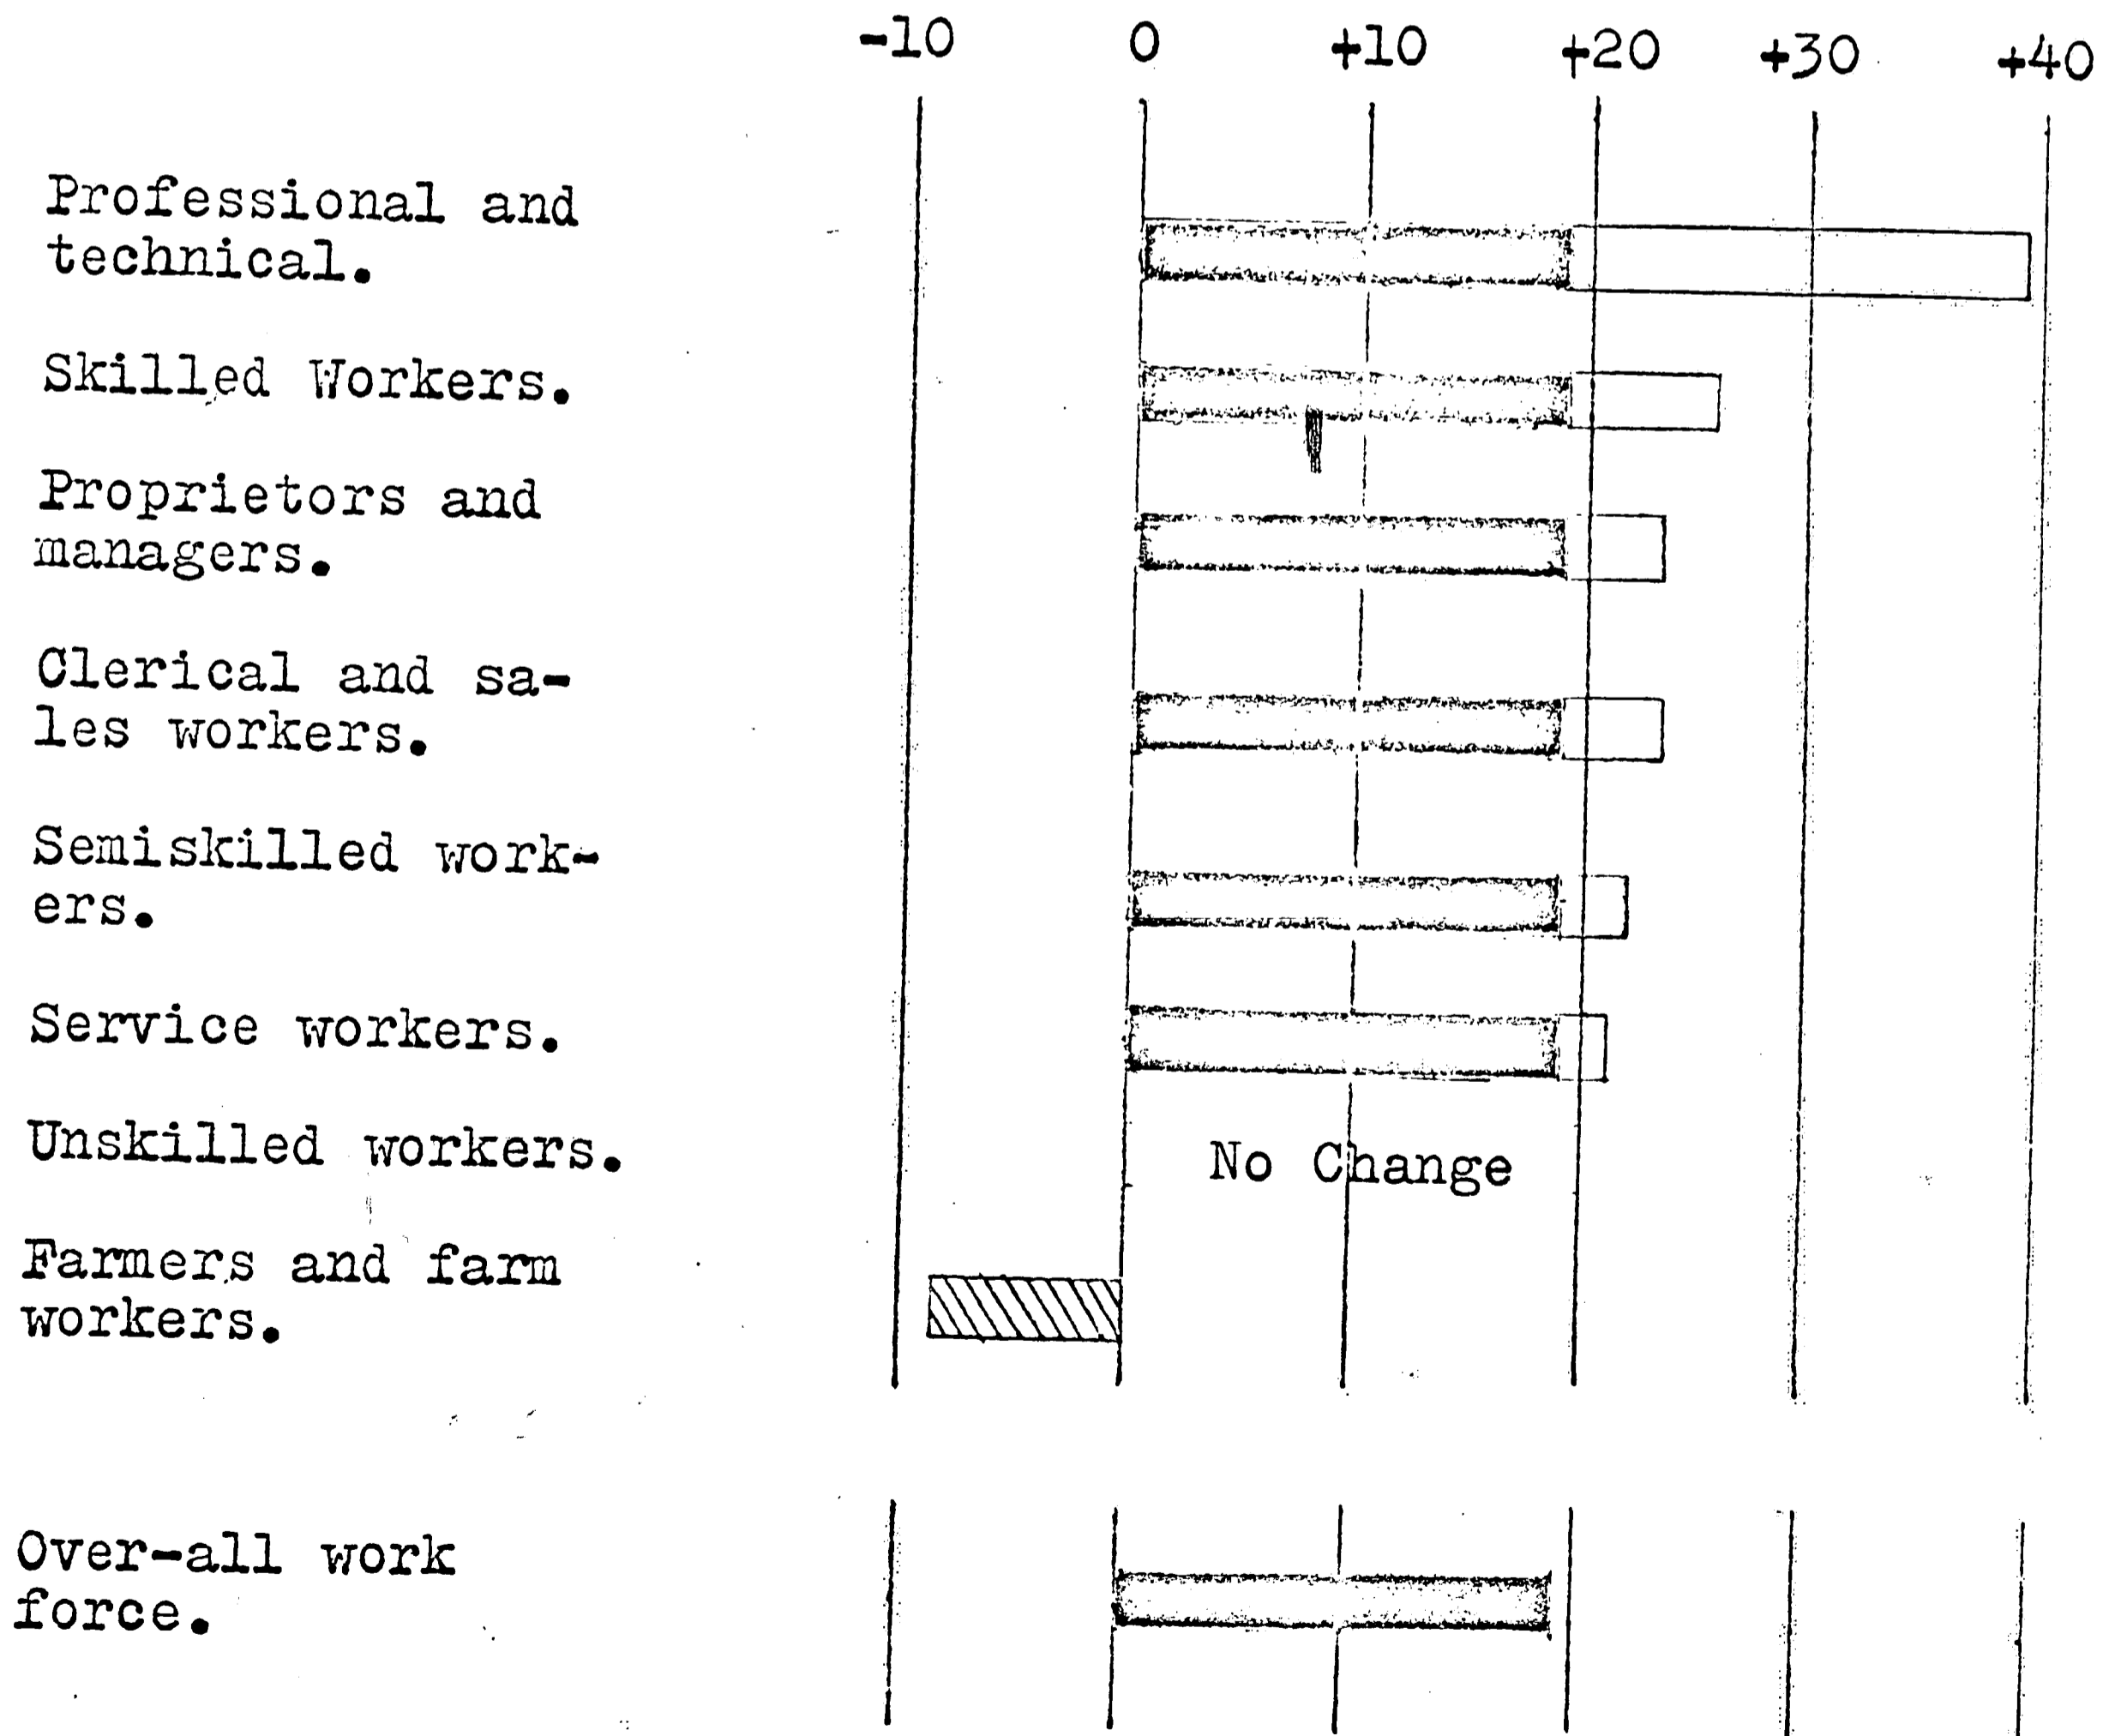 -10 0 +10 +20 +30 +40
Professional and
technical.
Skilled Workers.
Proprietors and
managers.
Clerical and sa-
les workers.
Semiskilled work-
ers.
Service workers.
Unskilled workers.
No Change
Farmers and farm
workers.
Over-all work
force.